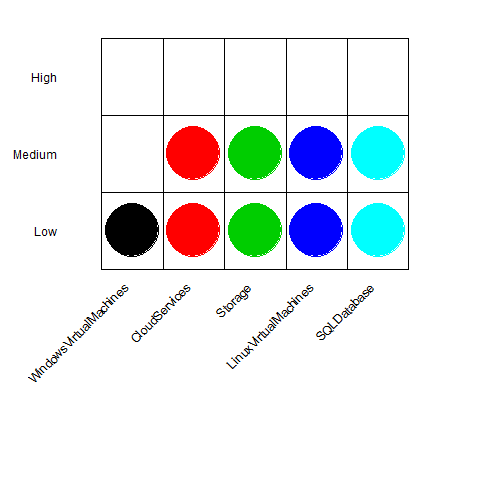 High
Medium
Low
WindowsVirtualMachines
CloudServices
Storage
LinuxVirtualMachines
SQLDatabase